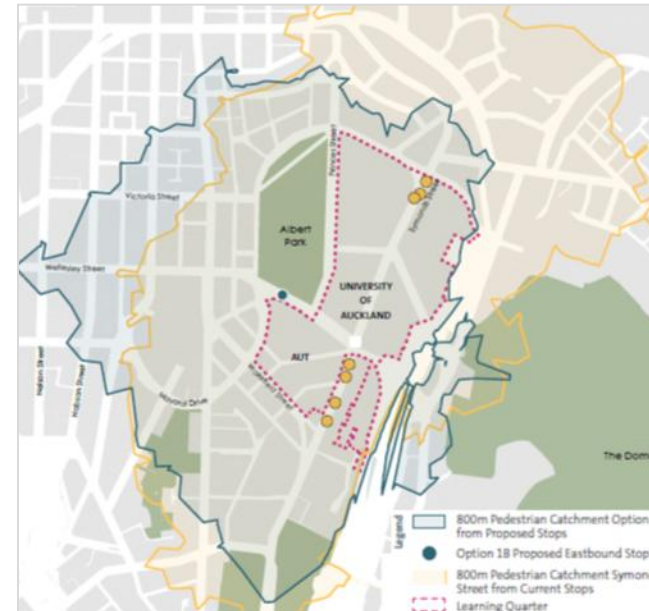 Princes Street
Symonds Street
Victoria Street
Albert
Park
Wellesley Street
UNIVERSITY
OF
AUCKLAND
AUT
Wakefield Street
Mayoral Drive
Nelson Street
Hobson Street
The Dom
Legend
800m Pedestrian Catchment Option
from Proposed Stops
Option 1B Proposed Eastbound Stop
800m Pedestrian Catchment Symon
Street from Current Stops
Learning Quarter